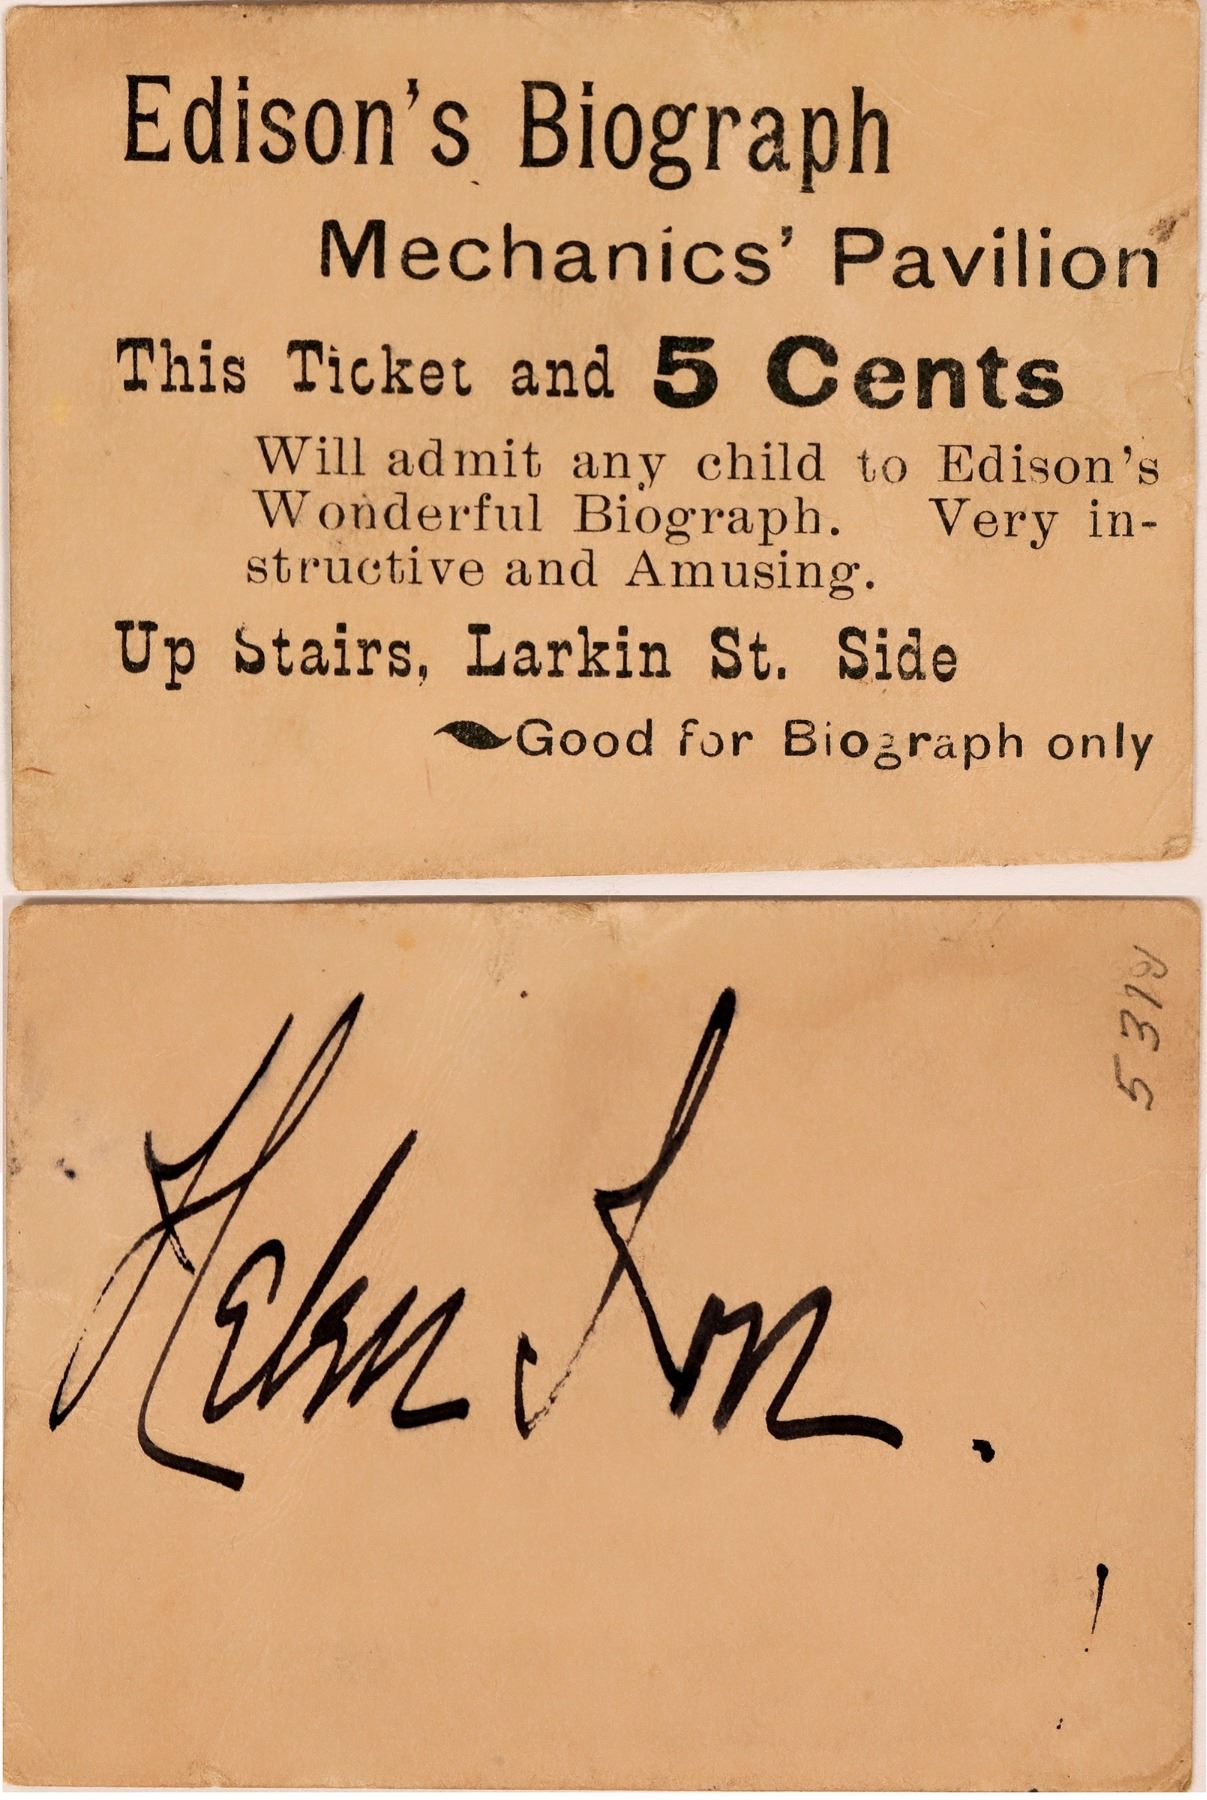 Edison's Biograph
Mechanics' Pavilion
This Ticket and 5 Cents
Will admit any child to Edison's
Wonderful Biograph. Very in-
structive and Amusing.
Up Stairs, Larkin St. Side
Good for Biograph only
Helen